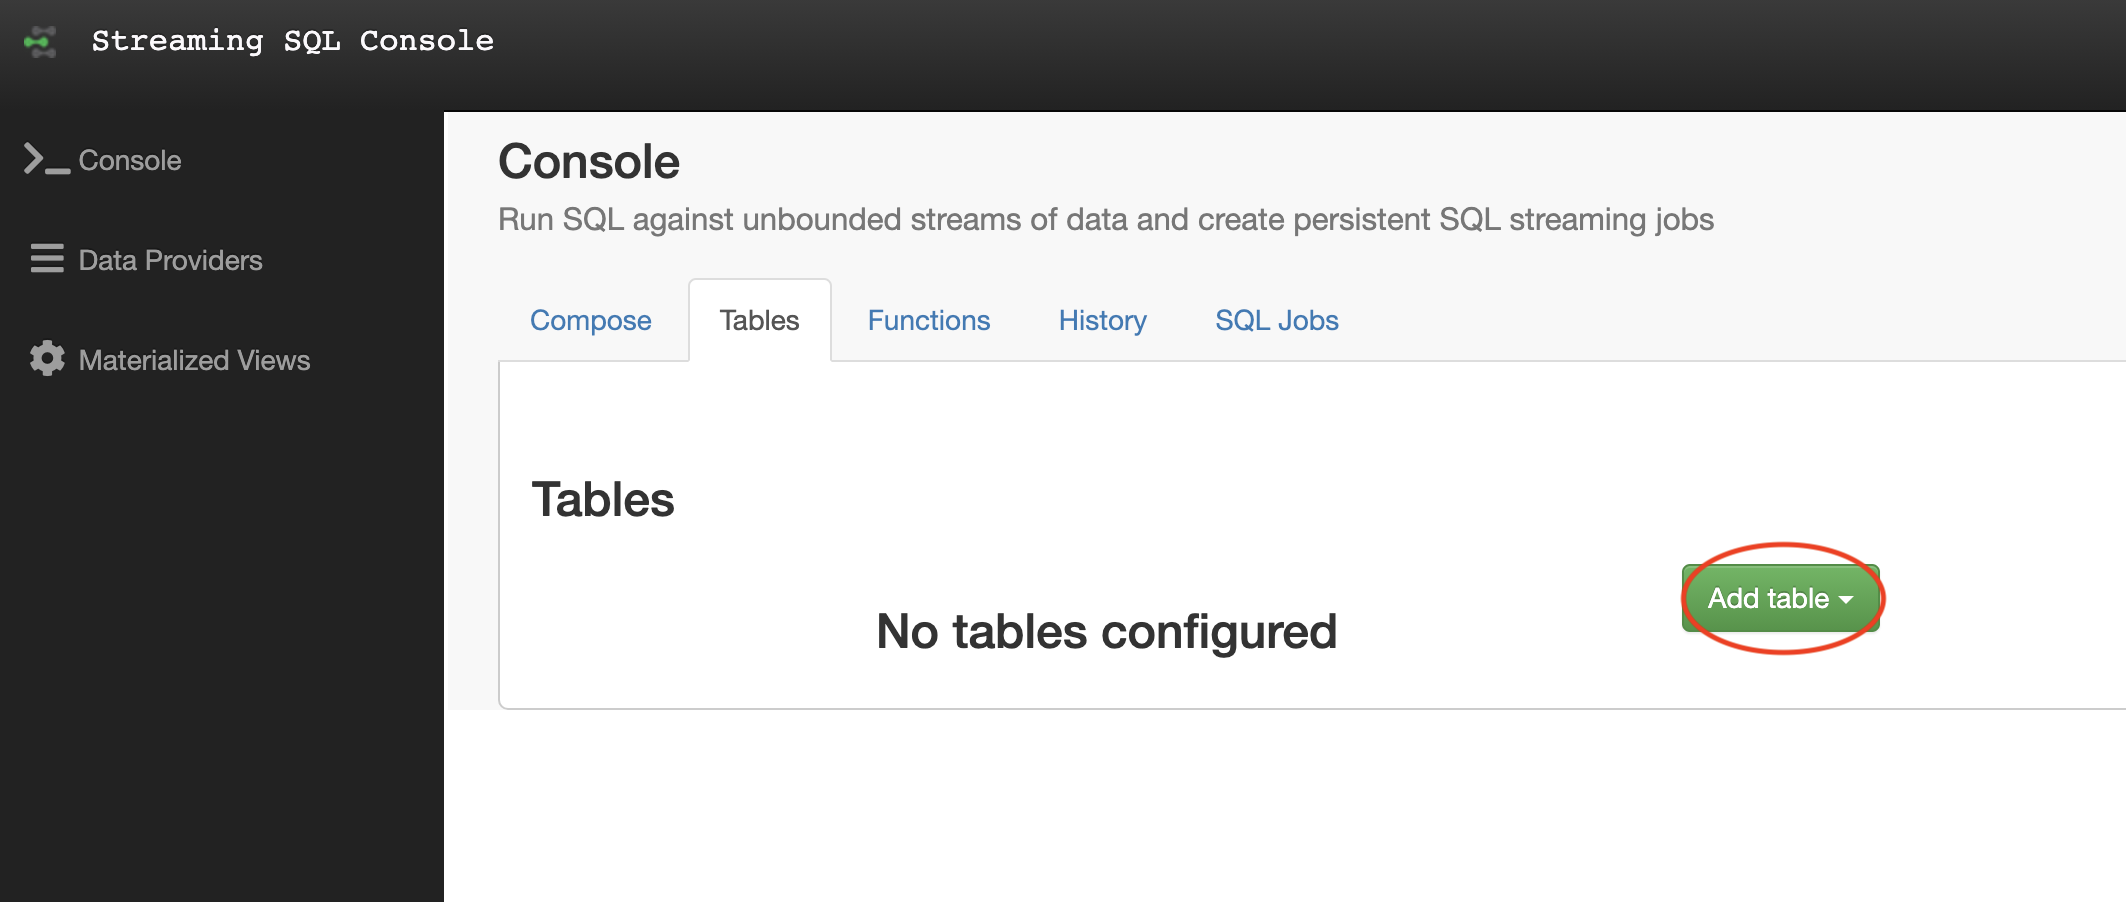 Streaming SQL Console
Console
Data Providers
Materialized Views
Console
Run SQL against unbounded streams of data and create persistent SQL streaming jobs
Compose Tables Functions History SQL Jobs
Tables
Add table
No tables configured